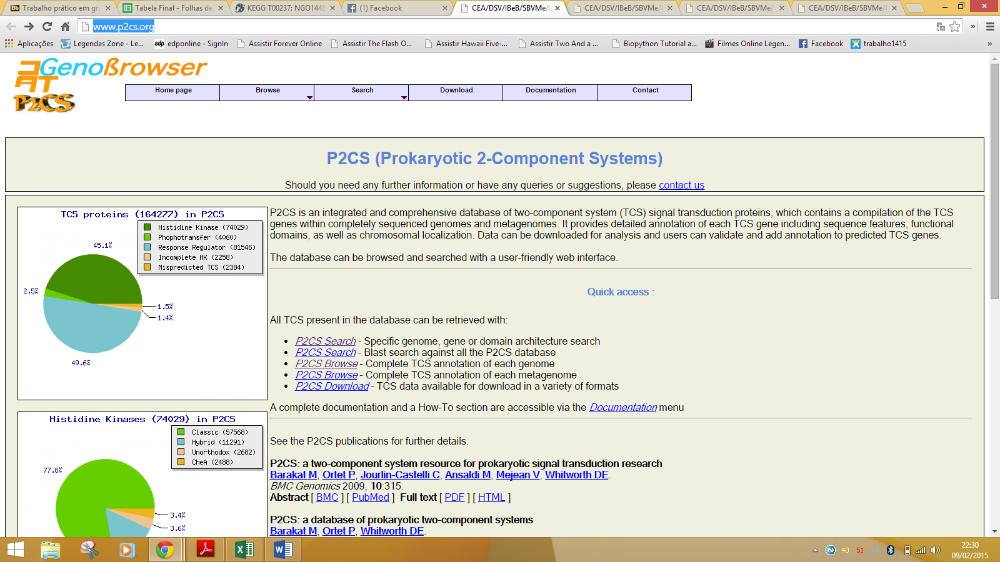 Trabalho prático em gru
Tabela Final - Folhas de
KEGG T00237: NGO1448
(1) Facebook
CEA/DSV/IBeB/SBVMe/
CEA/DSV/IBeB/SBVMe/
CEA/DSV/IBeB/SBVMe/
CEA/DSV/IBeB/SBVMe/
www.p2cs.org
Aplicações
Legendas Zone - Le...
edp edponline - SignIn
Assistir Forever Online
Assistir The Flash O...
Assistir Hawaii Five-...
Assistir Two And a ...
Biopython Tutorial a...
Filmes Online Legen...
Facebook
trabalho1415
GenoBrowser
P2CS
Home page
Browse
Search
Download
Documentation
Contact
P2CS (Prokaryotic 2-Component Systems)
Should you need any further information or have any queries or suggestions, please contact us
TCS proteins (164277) in P2CS
Histidine Kinase (74029)
Phophotransfer (4060)
Response Regulator (81546)
Incomplete HK (2258)
Mispredicted TCS (2384)
45.1%
2.5%
1.5%
1.4%
49.6%
P2CS is an integrated and comprehensive database of two-component system (TCS) signal transduction proteins, which contains a compilation of the TCS
genes within completely sequenced genomes and metagenomes. It provides detailed annotation of each TCS gene including sequence features, functional
domains, as well as chromosomal localization. Data can be downloaded for analysis and users can validate and add annotation to predicted TCS genes.
The database can be browsed and searched with a user-friendly web interface.
Quick access :
All TCS present in the database can be retrieved with:
• P2CS Search - Specific genome, gene or domain architecture search
• P2CS Search - Blast search against all the P2CS database
• P2CS Browse - Complete TCS annotation of each genome
• P2CS Browse - Complete TCS annotation of each metagenome
• P2CS Download - TCS data available for download in a variety of formats
A complete documentation and a How-To section are accessible via the Documentation menu
Histidine Kinases (74029) in P2CS
Classic (57568)
Hybrid (11291)
Unorthodox (2682)
CheA (2488)
77.8%
3.4%
3.6%
See the P2CS publications for further details.
P2CS: a two-component system resource for prokaryotic signal transduction research
Barakat M, Ortet P, Jourlin-Castelli C, Ansaldi M, Mejean V, Whitworth DE.
BMC Genomics 2009, 10:315.
Abstract [ BMC ] [ PubMed ] Full text [ PDF ] [ HTML ]
P2CS: a database of prokaryotic two-component systems
Barakat M, Ortet P, Whitworth DE.
40
51
22:30
09/02/2015